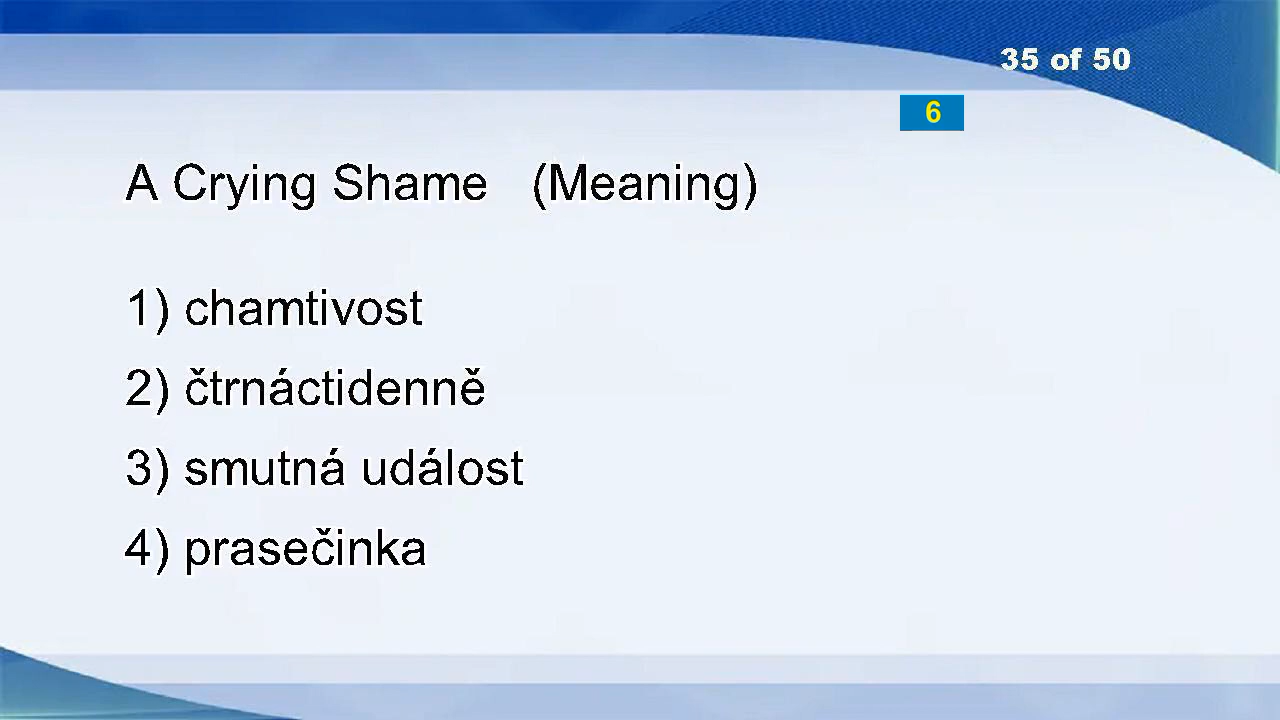 35 of 50
6
A Crying Shame (Meaning)
1) chamtivost
2) čtrnáctidenně
3) smutná událost
4) prasečinka